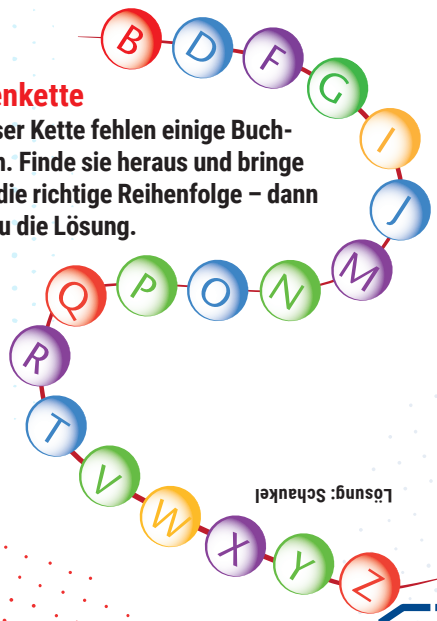 B D F G I J M N O P Q R T V W X Y Z
enkette
ser Kette fehlen einige Buch-
n. Finde sie heraus und bringe
die richtige Reihenfolge – dann
u die Lösung.
Lösung: Schaukel